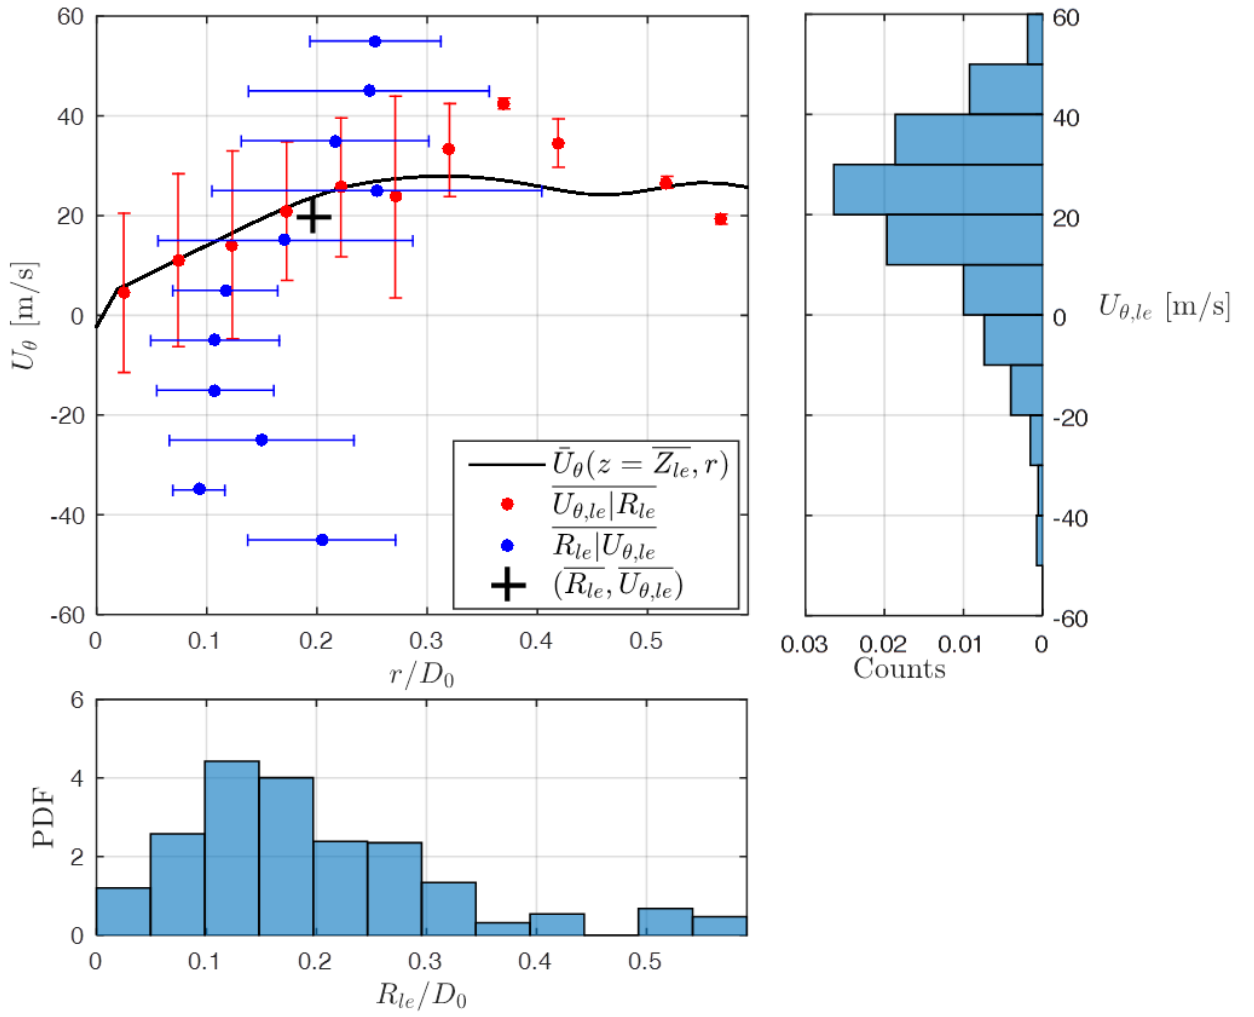 60
40
20
0
-20
-40
-60
U_θ [m/s]
0 0.1 0.2 0.3 0.4 0.5
r/D_0
Ū_θ(z = \overline{Z_{le}}, r)
\overline{U_{θ,le}|R_{le}}
\overline{R_{le}|U_{θ,le}}
(\overline{R_{le}}, \overline{U_{θ,le}})
60
40
20
0
-20
-40
-60
U_{θ,le} [m/s]
0.03 0.02 0.01 0
Counts
6
4
2
0
PDF
0 0.1 0.2 0.3 0.4 0.5
R_{le}/D_0